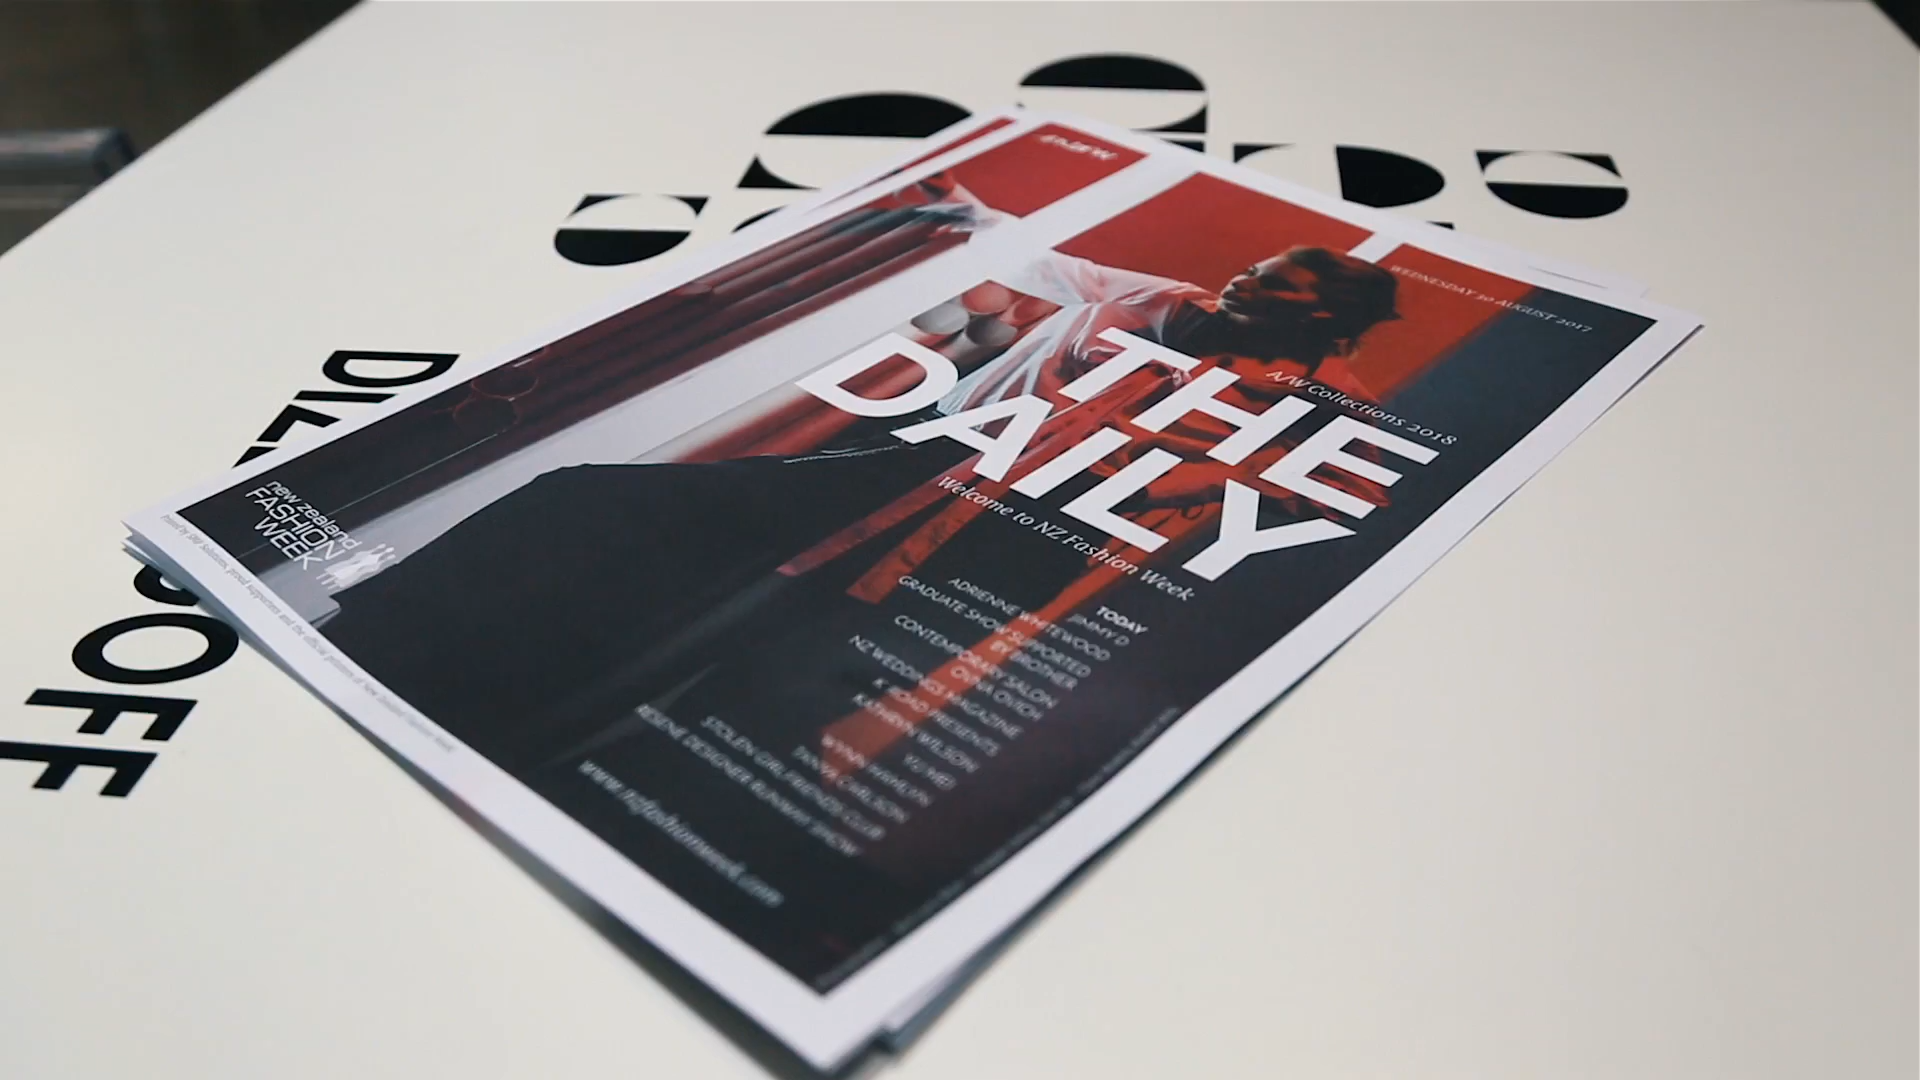 WEDNESDAY 30 AUGUST 2017
A/W Collections 2018
THE
DAILY
Welcome to NZ Fashion Week
TODAY
JIMMY D
ADRIENNE WHITEWOOD
GRADUATE SHOW SUPPORTED
BY BROTHER
CONTEMPORARY SALON
NZ WEDDINGS MAGAZINE
K' ROAD PRESENTS
KATHRYN WILSON
YU MEI
WYNN HAMLYN
TANYA CARLSON
STOLEN GIRLFRIENDS CLUB
RESENE DESIGNER RUNWAY SHOW
www.nzfashionweek.com
new zealand
FASHION
WEEK
OFF